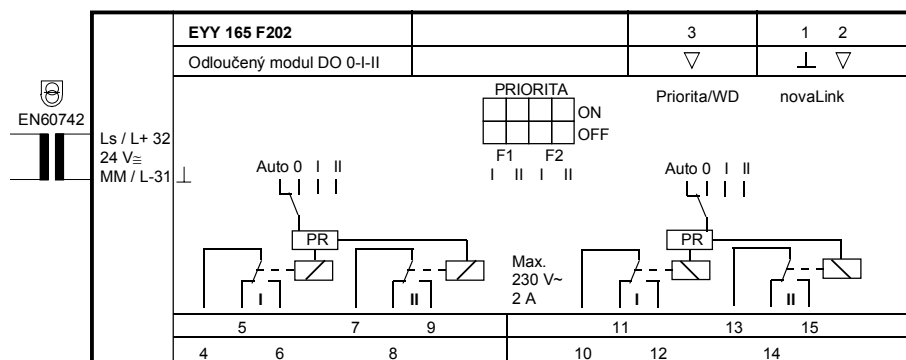 EYY 165 F202 3 1 2
Odloučený modul DO 0-I-II ▽ ⊥ ▽
PRIORITA Priorita/WD novaLink
ON
EN60742
OFF
Ls / L+ 32
F1 F2
24 V≅
I II I II
MM / L-31 ⊥
Auto 0 I II Auto 0 I II
PR PR
Max.
230 V~
2 A
I II I II
5 7 9 11 13 15
4 6 8 10 12 14